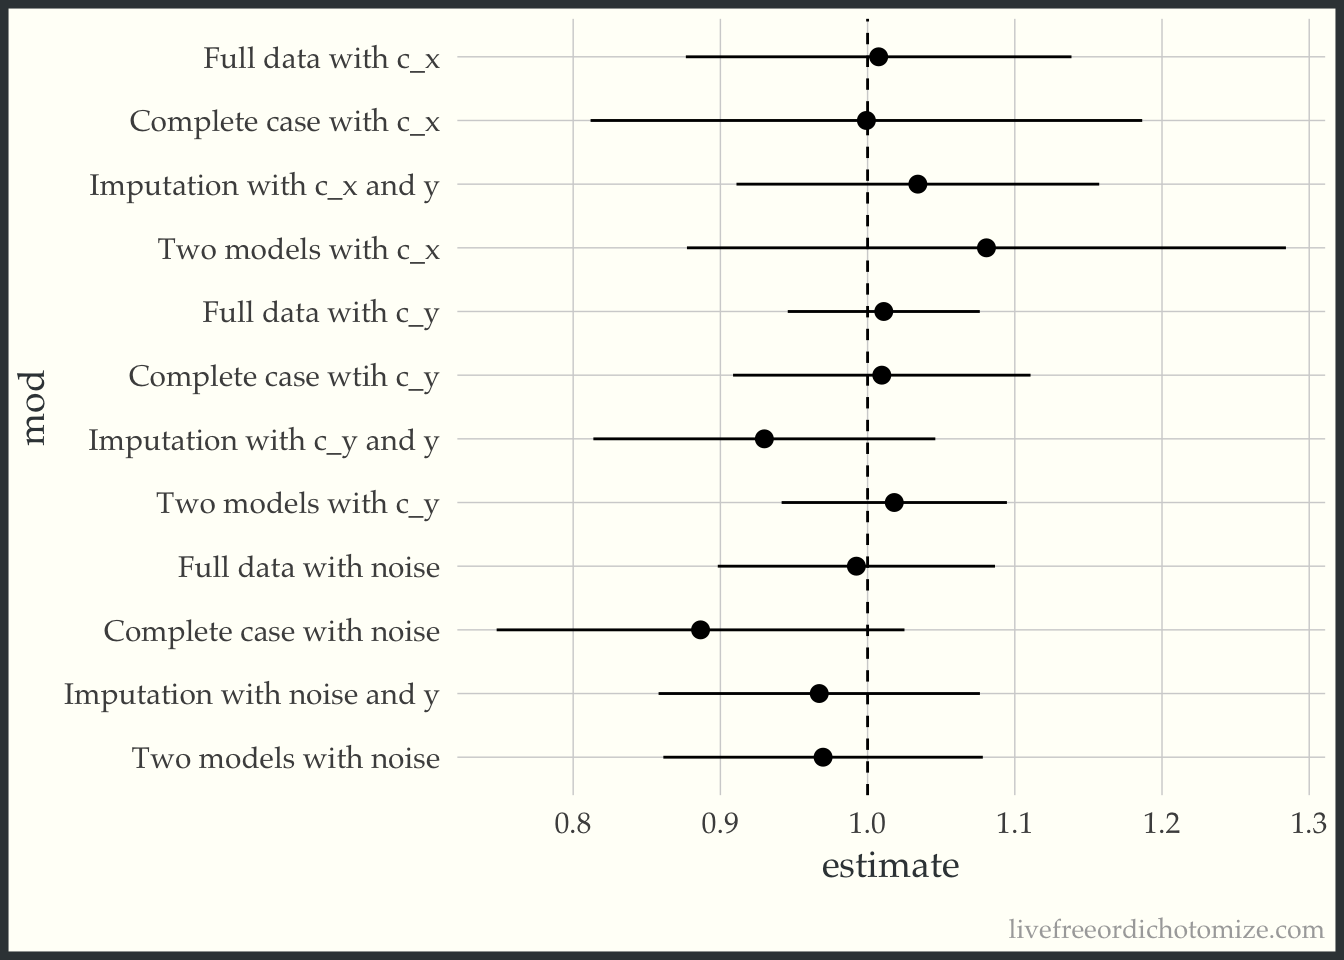 Full data with c_x
Complete case with c_x
Imputation with c_x and y
Two models with c_x
Full data with c_y
Complete case wtih c_y
Imputation with c_y and y
Two models with c_y
Full data with noise
Complete case with noise
Imputation with noise and y
Two models with noise
mod
0.8 0.9 1.0 1.1 1.2 1.3
estimate
livefreeordichotomize.com